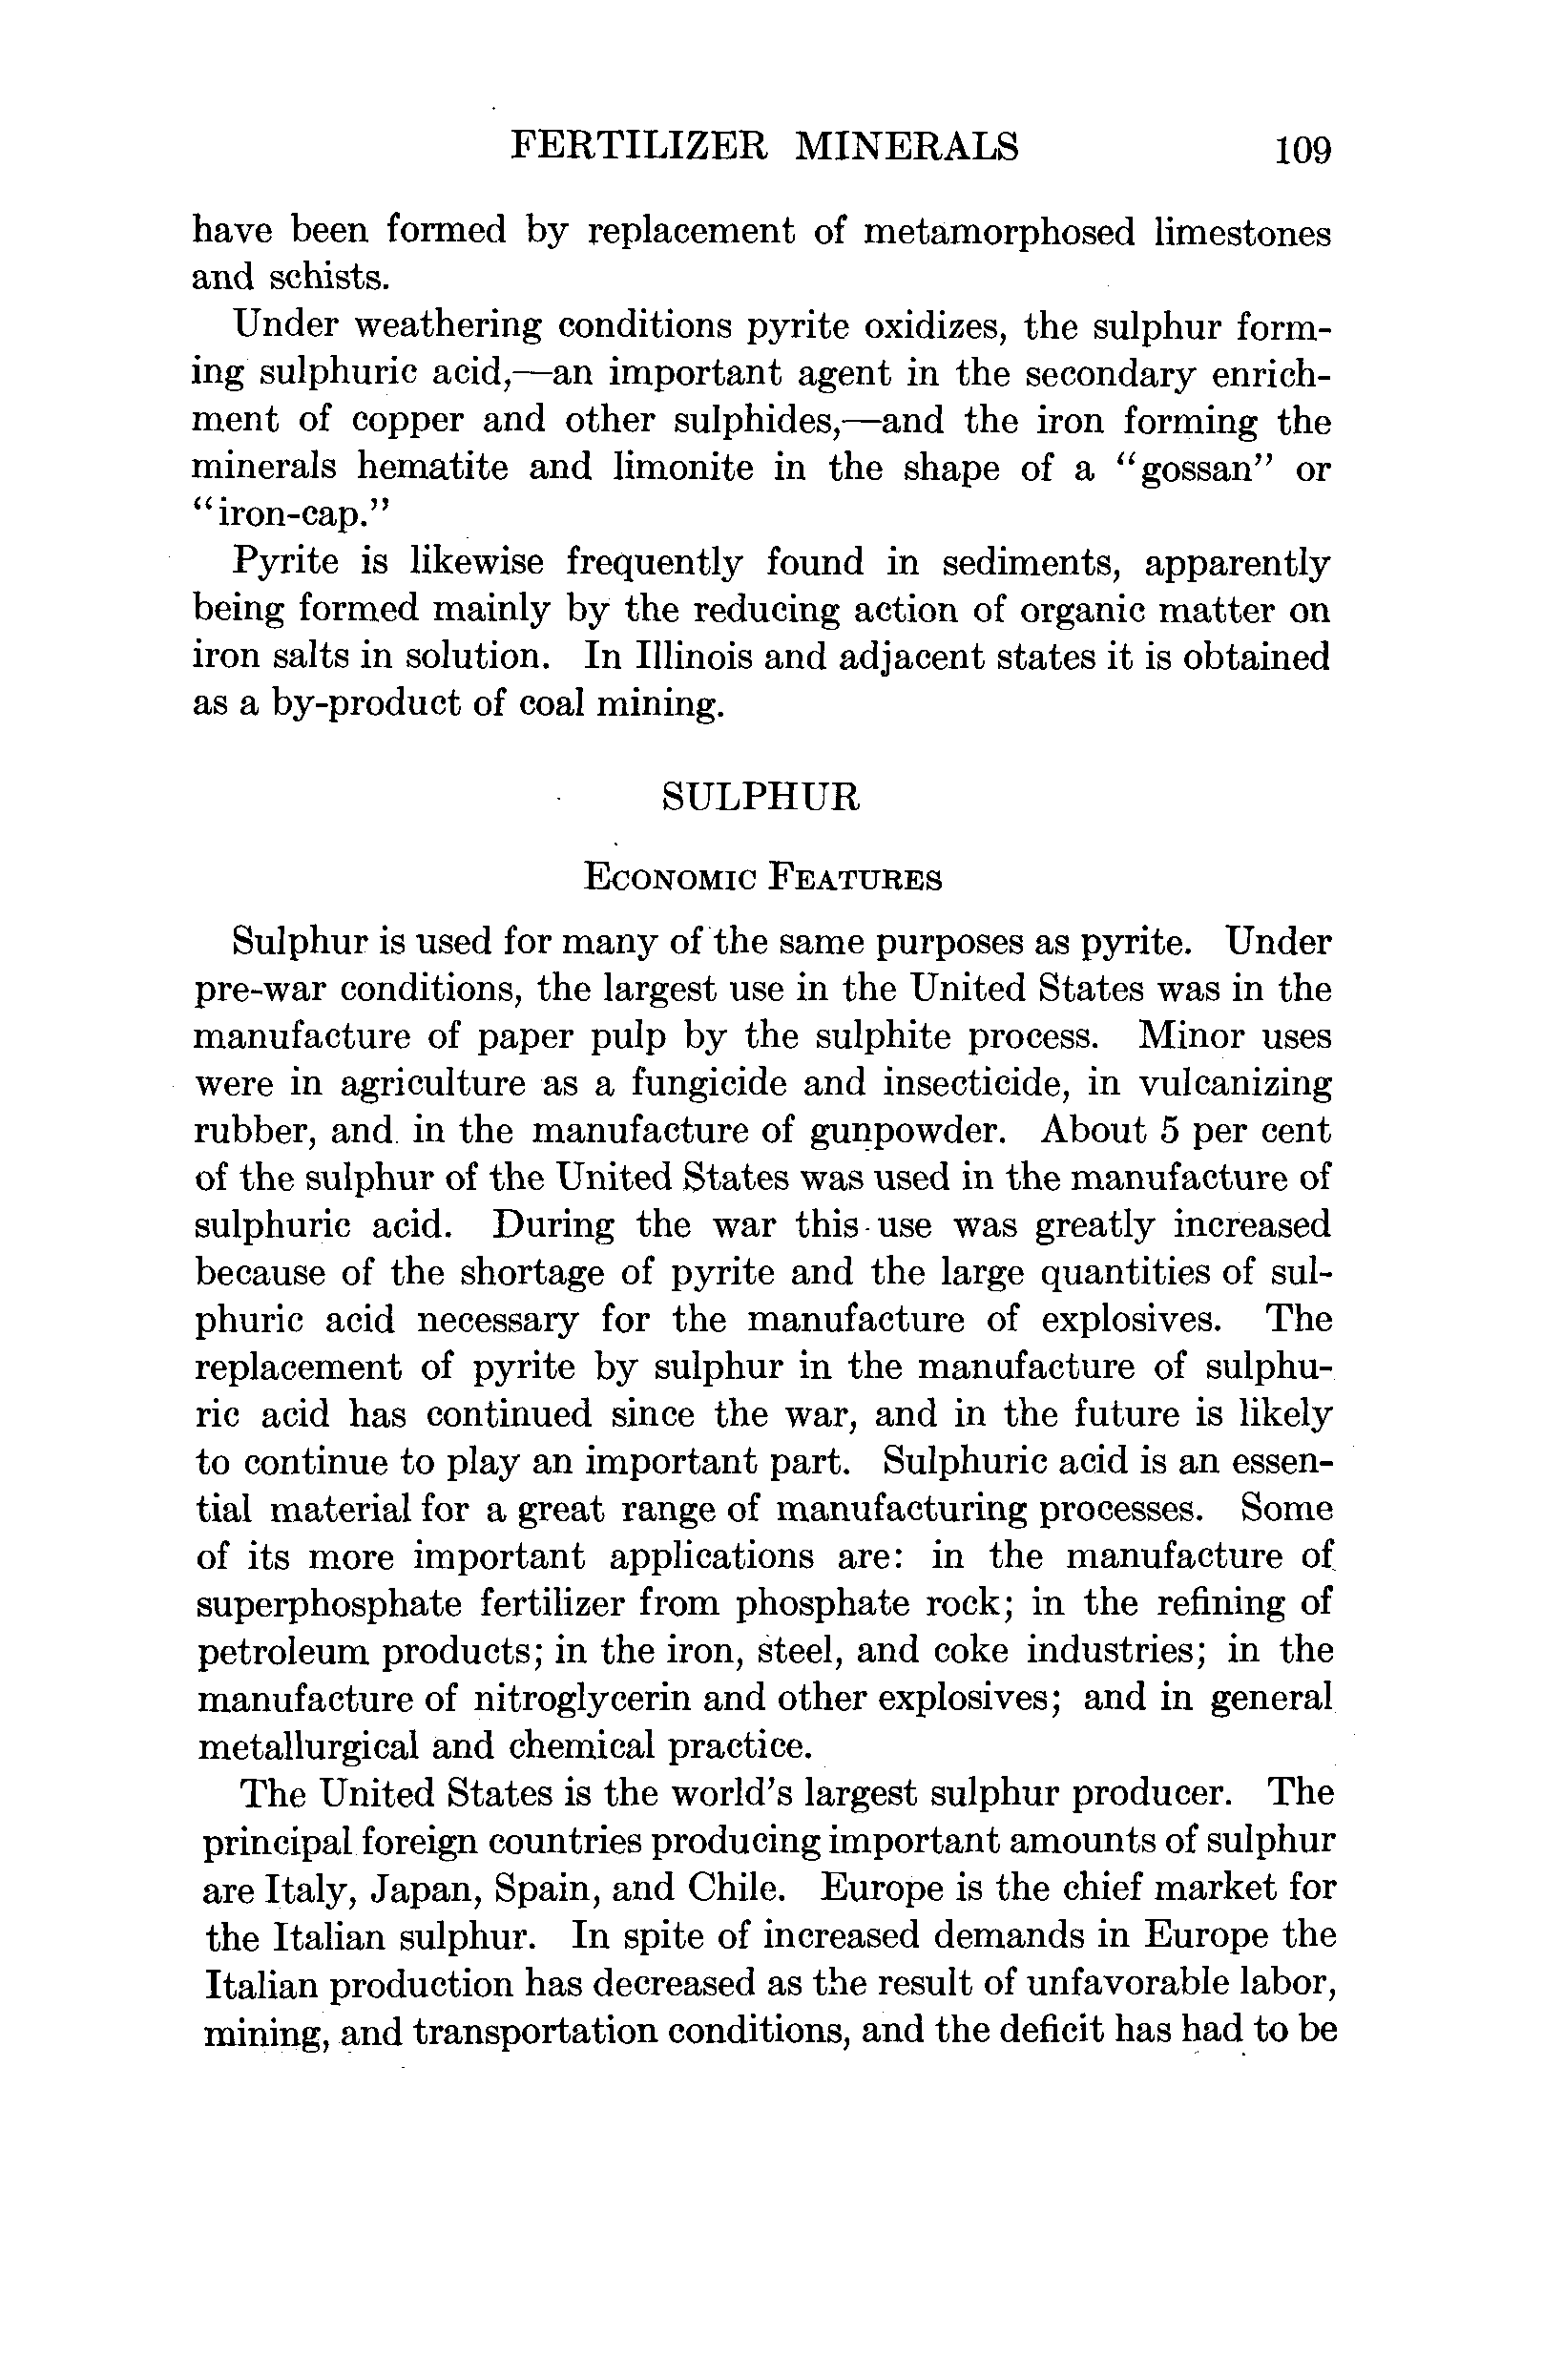 FERTILIZER MINERALS 109
have been formed by replacement of metamorphosed limestones
and schists.
Under weathering conditions pyrite oxidizes, the sulphur form-
ing sulphuric acid,—an important agent in the secondary enrich-
ment of copper and other sulphides,—and the iron forming the
minerals hematite and limonite in the shape of a “gossan” or
“iron-cap.”
Pyrite is likewise frequently found in sediments, apparently
being formed mainly by the reducing action of organic matter on
iron salts in solution. In Illinois and adjacent states it is obtained
as a by-product of coal mining.
SULPHUR
ECONOMIC FEATURES
Sulphur is used for many of the same purposes as pyrite. Under
pre-war conditions, the largest use in the United States was in the
manufacture of paper pulp by the sulphite process. Minor uses
were in agriculture as a fungicide and insecticide, in vulcanizing
rubber, and in the manufacture of gunpowder. About 5 per cent
of the sulphur of the United States was used in the manufacture of
sulphuric acid. During the war this use was greatly increased
because of the shortage of pyrite and the large quantities of sul-
phuric acid necessary for the manufacture of explosives. The
replacement of pyrite by sulphur in the manufacture of sulphu-
ric acid has continued since the war, and in the future is likely
to continue to play an important part. Sulphuric acid is an essen-
tial material for a great range of manufacturing processes. Some
of its more important applications are: in the manufacture of
superphosphate fertilizer from phosphate rock; in the refining of
petroleum products; in the iron, steel, and coke industries; in the
manufacture of nitroglycerin and other explosives; and in general
metallurgical and chemical practice.
The United States is the world's largest sulphur producer. The
principal foreign countries producing important amounts of sulphur
are Italy, Japan, Spain, and Chile. Europe is the chief market for
the Italian sulphur. In spite of increased demands in Europe the
Italian production has decreased as the result of unfavorable labor,
mining, and transportation conditions, and the deficit has had to be